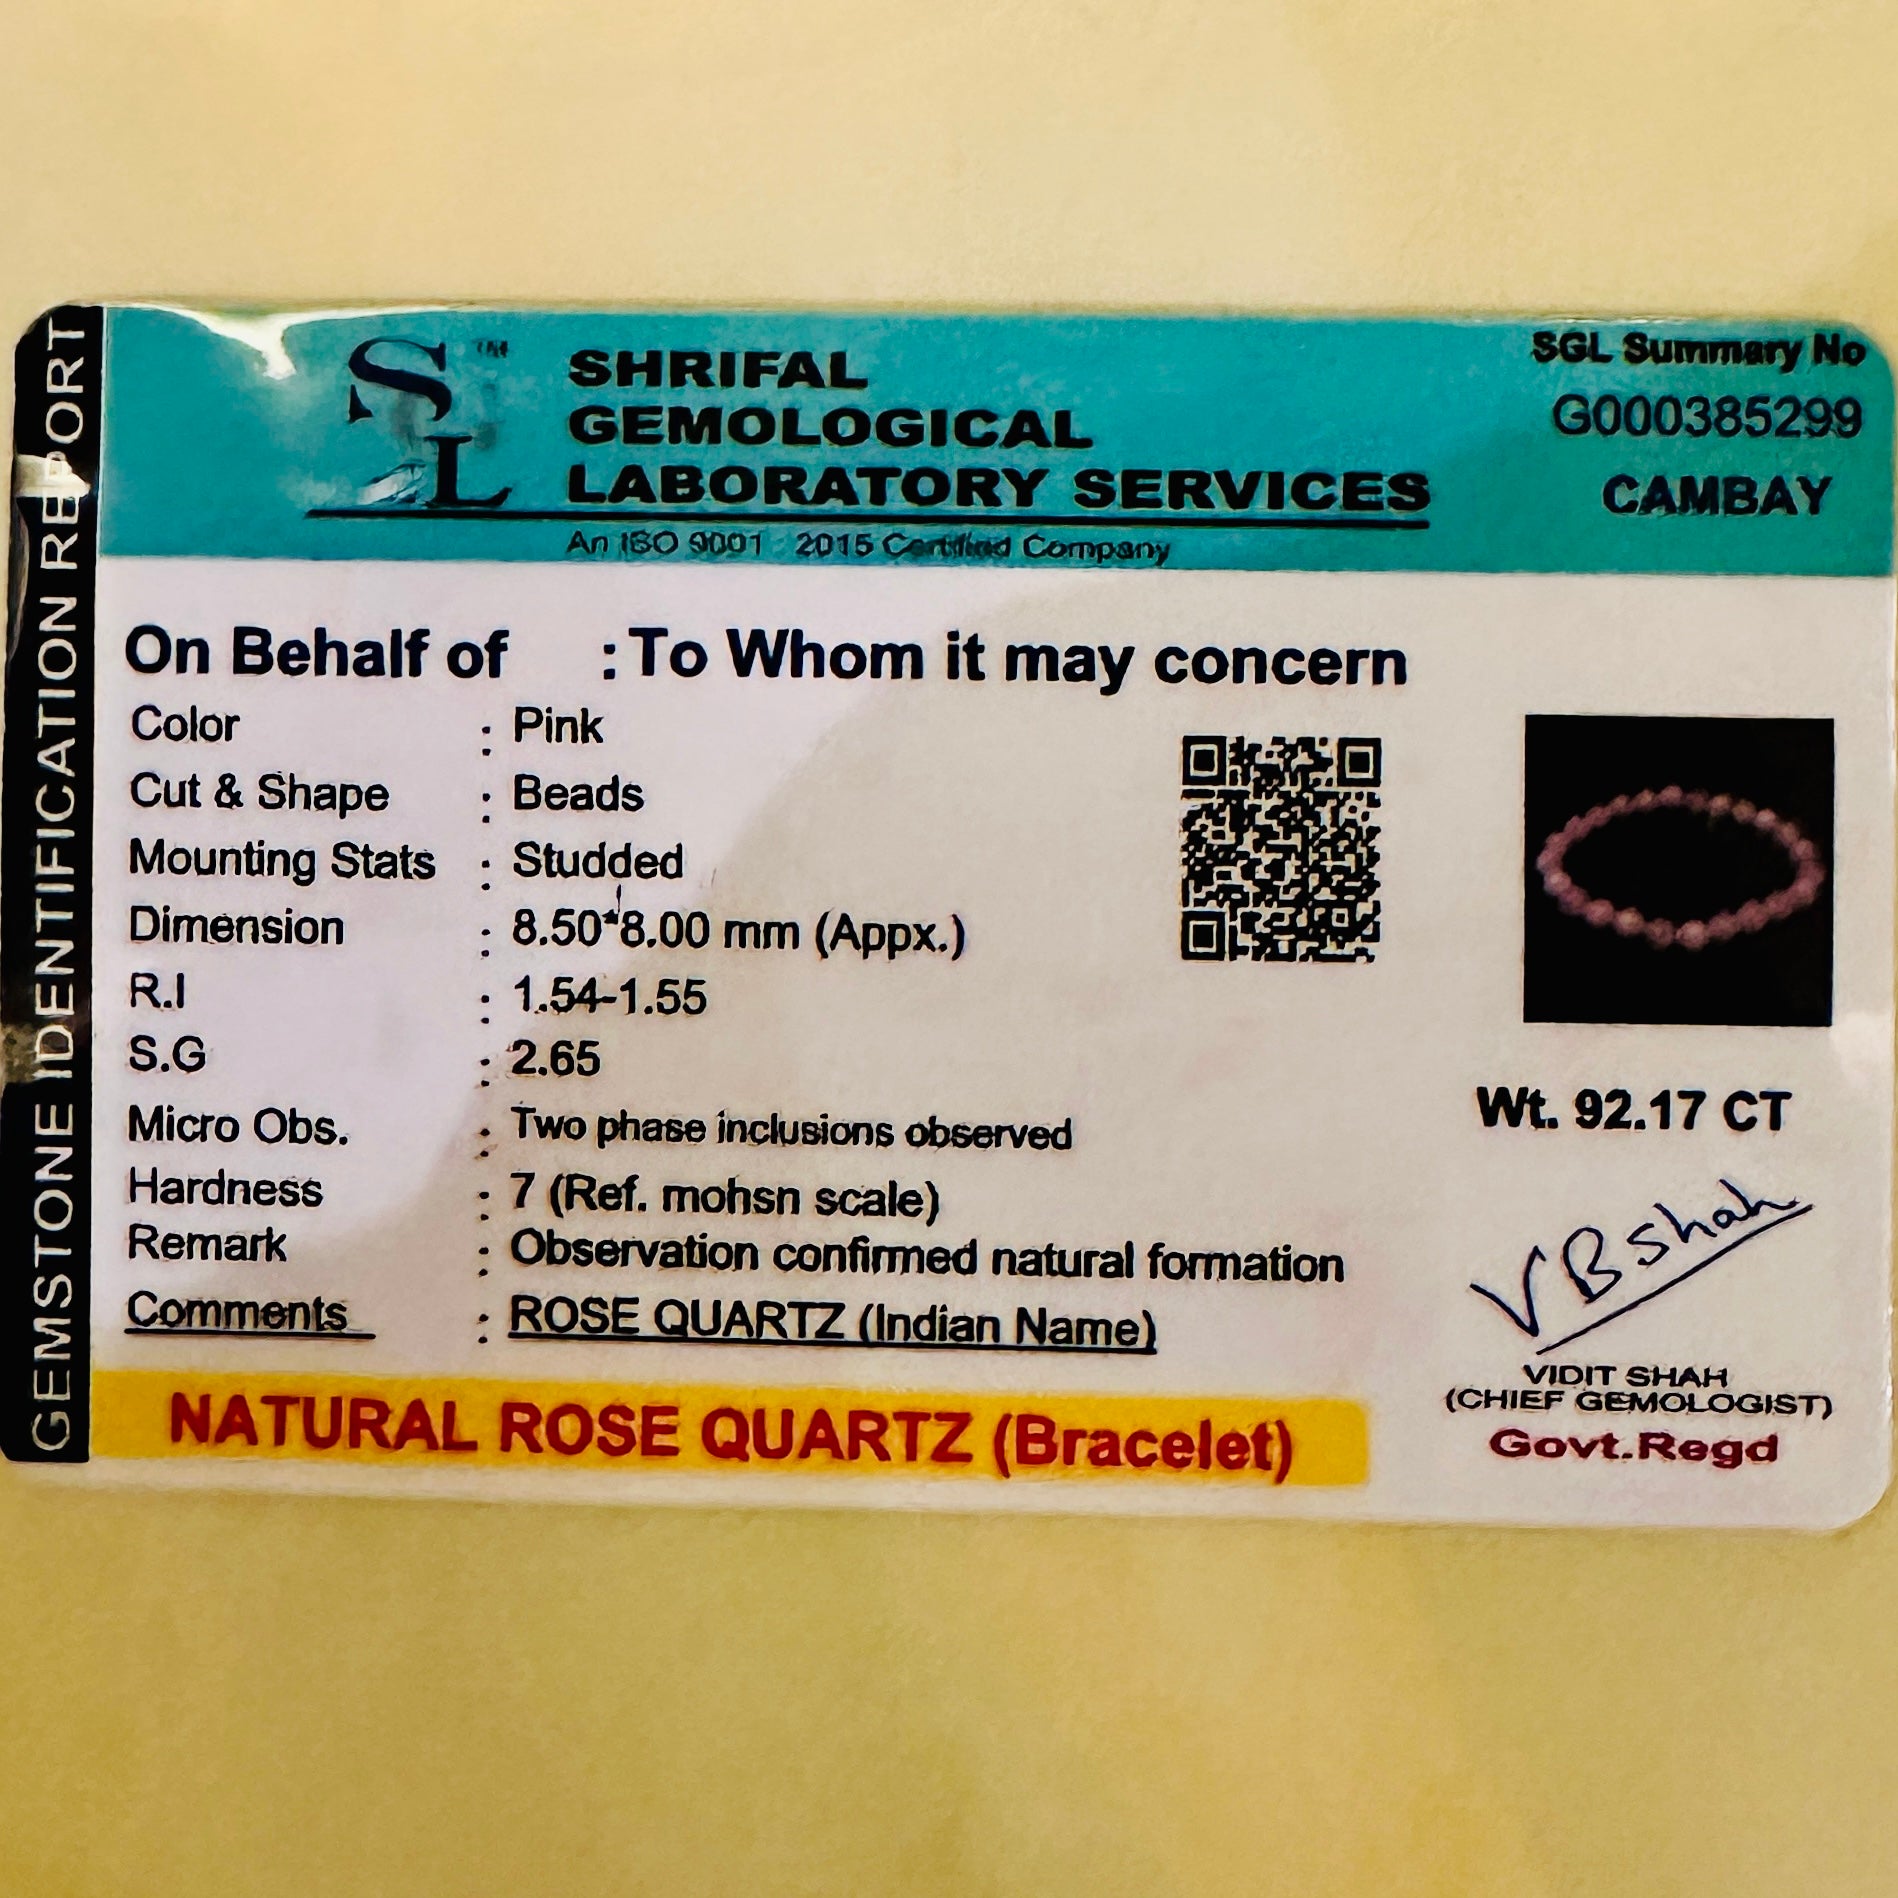 GEMSTONE IDENTIFICATION REPORT
SL
SHRIFAL
GEMOLOGICAL
LABORATORY SERVICES
An ISO 9001 : 2015 Certified Company
SGL Summary No
G000385299
CAMBAY
On Behalf of : To Whom it may concern
Color : Pink
Cut & Shape : Beads
Mounting Stats : Studded
Dimension : 8.50*8.00 mm (Appx.)
R.I : 1.54-1.55
S.G : 2.65
Micro Obs. : Two phase inclusions observed
Hardness : 7 (Ref. mohsn scale)
Remark : Observation confirmed natural formation
Comments : ROSE QUARTZ (Indian Name)
NATURAL ROSE QUARTZ (Bracelet)
Wt. 92.17 CT
VBshah
VIDIT SHAH
(CHIEF GEMOLOGIST)
Govt.Regd